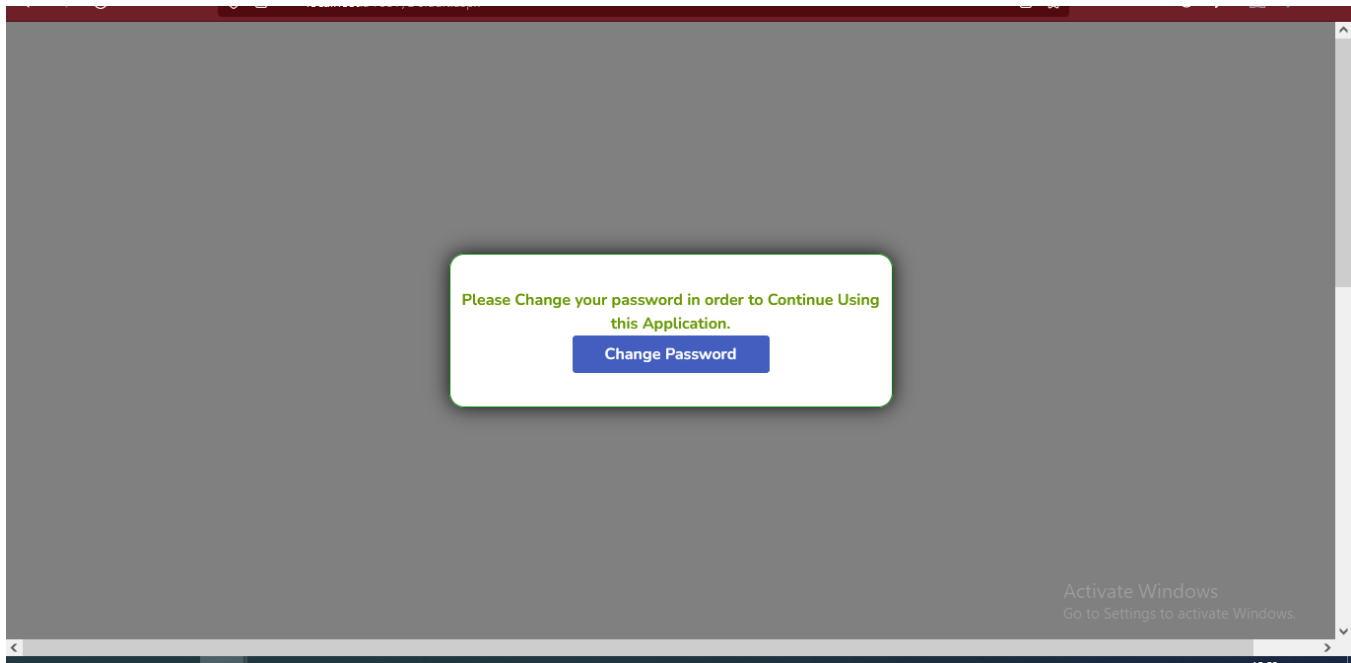 Please Change your password in order to Continue Using
this Application.
Change Password
Activate Windows
Go to Settings to activate Windows.